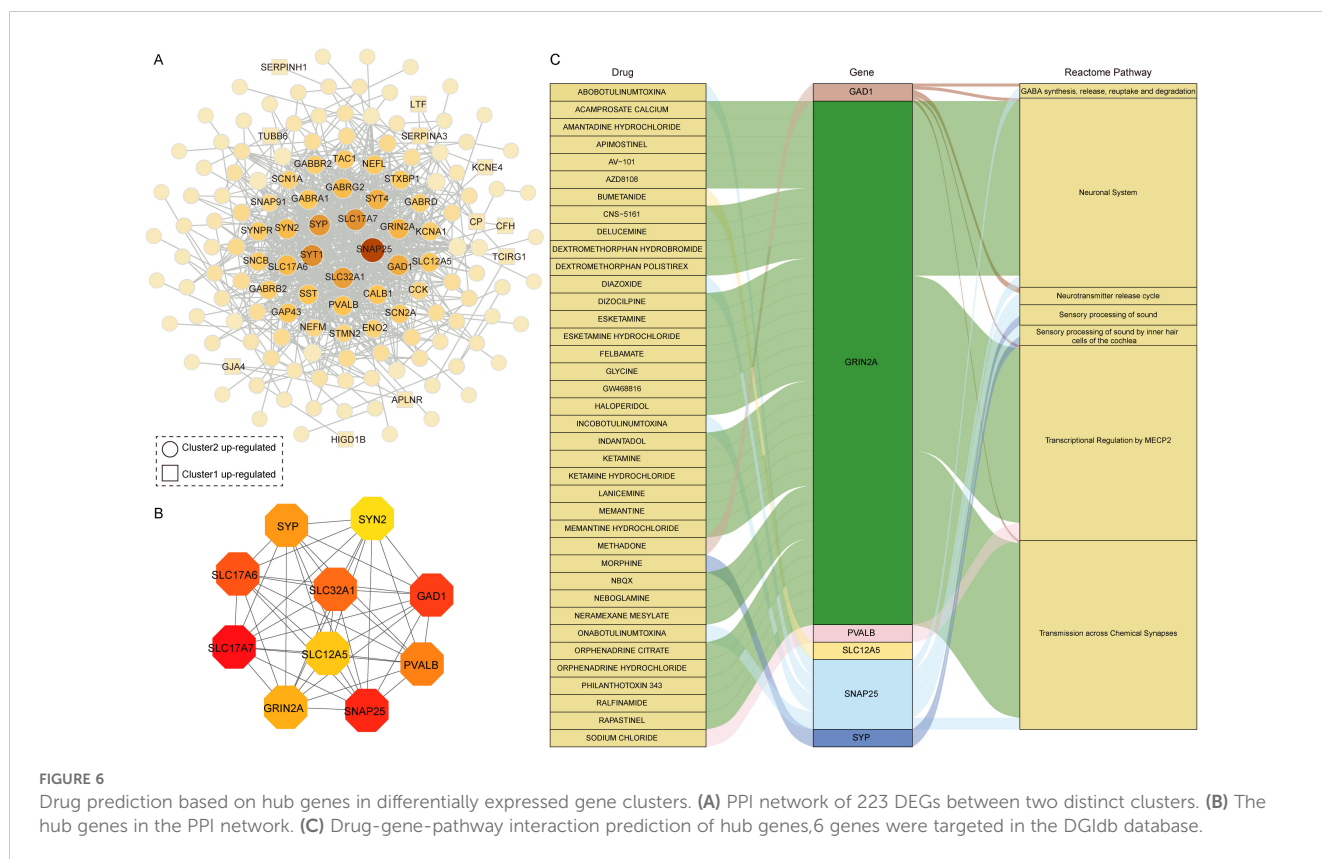 A
SERPINH1
LTF
TUBB6
SERPINA3
TAC1
GABBR2
NEFL
KCNE4
SCN1A
STXBP1
GABRG2
GABRA1
SYT4
GABRD
SNAP91
SLC17A7
CP
CFH
SYP
GRIN2A
SYNPR
SYN2
KCNA1
SNAP25
TCIRG1
SYT1
SNCB
SLC17A6
GAD1
SLC12A5
SLC32A1
GABRB2
SST
CALB1
CCK
PVALB
GAP43
SCN2A
NEFM
STMN2
ENO2
GJA4
APLNR
HIGD1B
Cluster2 up-regulated
Cluster1 up-regulated
B
SYP
SYN2
SLC17A6
SLC32A1
GAD1
SLC17A7
SLC12A5
PVALB
GRIN2A
SNAP25
C
Drug
ABOBOTULINUMTOXINA
ACAMPROSATE CALCIUM
AMANTADINE HYDROCHLORIDE
APIMOSTINEL
AV−101
AZD8108
BUMETANIDE
CNS−5161
DELUCEMINE
DEXTROMETHORPHAN HYDROBROMIDE
DEXTROMETHORPHAN POLISTIREX
DIAZOXIDE
DIZOCILPINE
ESKETAMINE
ESKETAMINE HYDROCHLORIDE
FELBAMATE
GLYCINE
GW468816
HALOPERIDOL
INCOBOTULINUMTOXINA
INDANTADOL
KETAMINE
KETAMINE HYDROCHLORIDE
LANICEMINE
MEMANTINE
MEMANTINE HYDROCHLORIDE
METHADONE
MORPHINE
NBQX
NEBOGLAMINE
NERAMEXANE MESYLATE
ONABOTULINUMTOXINA
ORPHENADRINE CITRATE
ORPHENADRINE HYDROCHLORIDE
PHILANTHOTOXIN 343
RALFINAMIDE
RAPASTINEL
SODIUM CHLORIDE
Gene
GAD1
GRIN2A
PVALB
SLC12A5
SNAP25
SYP
Reactome Pathway
GABA synthesis, release, reuptake and degradation
Neuronal System
Neurotransmitter release cycle
Sensory processing of sound
Sensory processing of sound by inner hair
cells of the cochlea
Transcriptional Regulation by MECP2
Transmission across Chemical Synapses
FIGURE 6
Drug prediction based on hub genes in differentially expressed gene clusters. (A) PPI network of 223 DEGs between two distinct clusters. (B) The
hub genes in the PPI network. (C) Drug-gene-pathway interaction prediction of hub genes,6 genes were targeted in the DGIdb database.